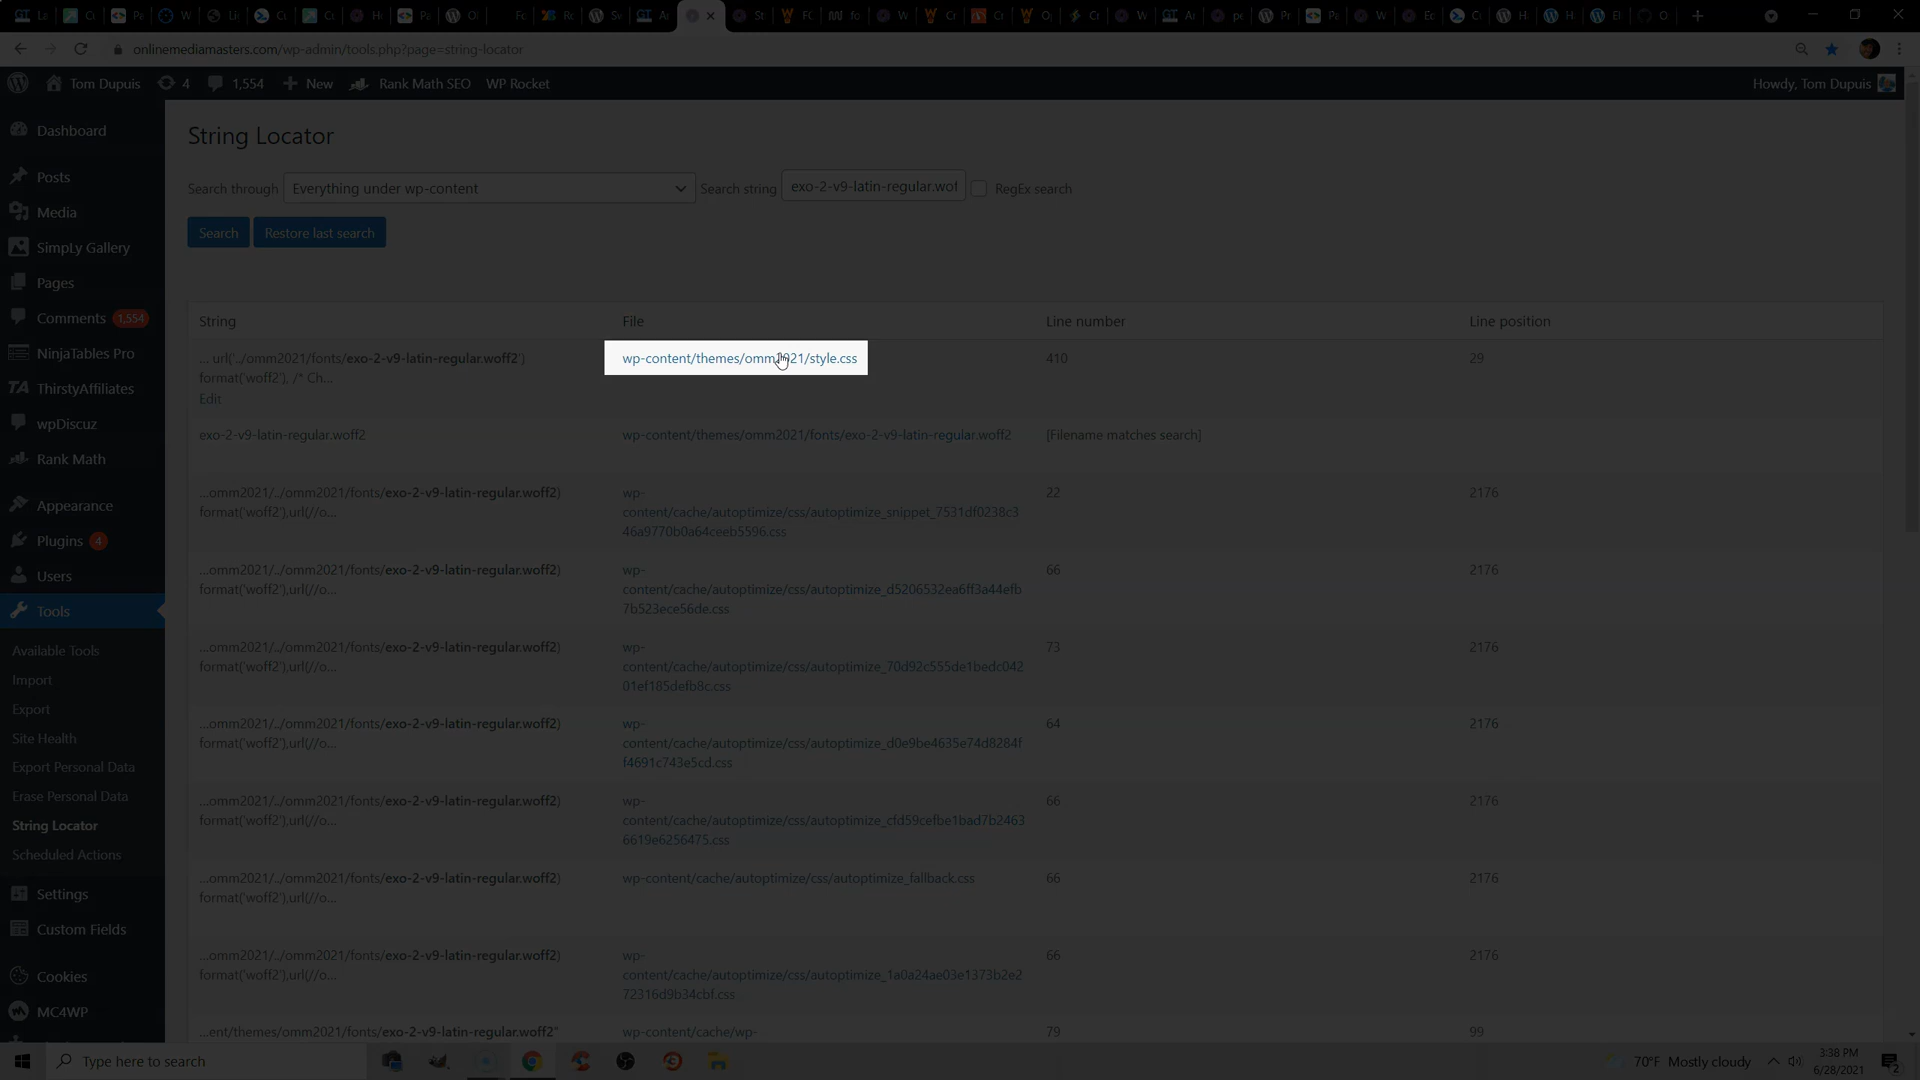 onlinemediamasters.com/wp-admin/tools.php?page=string-locator
Tom Dupuis 4 1,554 New Rank Math SEO WP Rocket Howdy, Tom Dupuis
Dashboard
Posts
Media
SimpLy Gallery
Pages
Comments 1,554
NinjaTables Pro
TA ThirstyAffiliates
wpDiscuz
Rank Math
Appearance
Plugins 4
Users
Tools
Available Tools
Import
Export
Site Health
Export Personal Data
Erase Personal Data
String Locator
Scheduled Actions
Settings
Custom Fields
Cookies
MC4WP
String Locator
Search through Everything under wp-content Search string exo-2-v9-latin-regular.wof RegEx search
Search Restore last search
String File Line number Line position
... url('../omm2021/fonts/exo-2-v9-latin-regular.woff2') wp-content/themes/omm2021/style.css 410 29
format('woff2'), /* Ch...
Edit
exo-2-v9-latin-regular.woff2 wp-content/themes/omm2021/fonts/exo-2-v9-latin-regular.woff2 [Filename matches search]
...omm2021/../omm2021/fonts/exo-2-v9-latin-regular.woff2) wp- 22 2176
format('woff2'),url(//o... content/cache/autoptimize/css/autoptimize_snippet_7531df0238c3
46a9770b0a64ceeb5596.css
...omm2021/../omm2021/fonts/exo-2-v9-latin-regular.woff2) wp- 66 2176
format('woff2'),url(//o... content/cache/autoptimize/css/autoptimize_d5206532ea6ff3a44efb
7b523ece56de.css
...omm2021/../omm2021/fonts/exo-2-v9-latin-regular.woff2) wp- 73 2176
format('woff2'),url(//o... content/cache/autoptimize/css/autoptimize_70d92c555de1bedc042
01ef185defb8c.css
...omm2021/../omm2021/fonts/exo-2-v9-latin-regular.woff2) wp- 64 2176
format('woff2'),url(//o... content/cache/autoptimize/css/autoptimize_d0e9be4635e74d8284f
f4691c743e5cd.css
...omm2021/../omm2021/fonts/exo-2-v9-latin-regular.woff2) wp- 66 2176
format('woff2'),url(//o... content/cache/autoptimize/css/autoptimize_cfd59cefbe1bad7b2463
6619e6256475.css
...omm2021/../omm2021/fonts/exo-2-v9-latin-regular.woff2) wp-content/cache/autoptimize/css/autoptimize_fallback.css 66 2176
format('woff2'),url(//o...
...omm2021/../omm2021/fonts/exo-2-v9-latin-regular.woff2) wp- 66 2176
format('woff2'),url(//o... content/cache/autoptimize/css/autoptimize_1a0a24ae03e1373b2e2
72316d9b34cbf.css
...ent/themes/omm2021/fonts/exo-2-v9-latin-regular.woff2" wp-content/cache/wp- 79 99
Type here to search 70°F Mostly cloudy 3:38 PM
6/28/2021 2